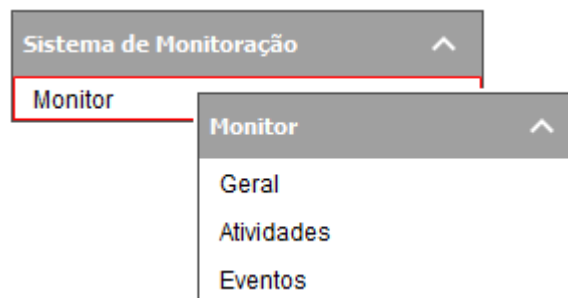 Sistema de Monitoração
Monitor
Monitor
Geral
Atividades
Eventos